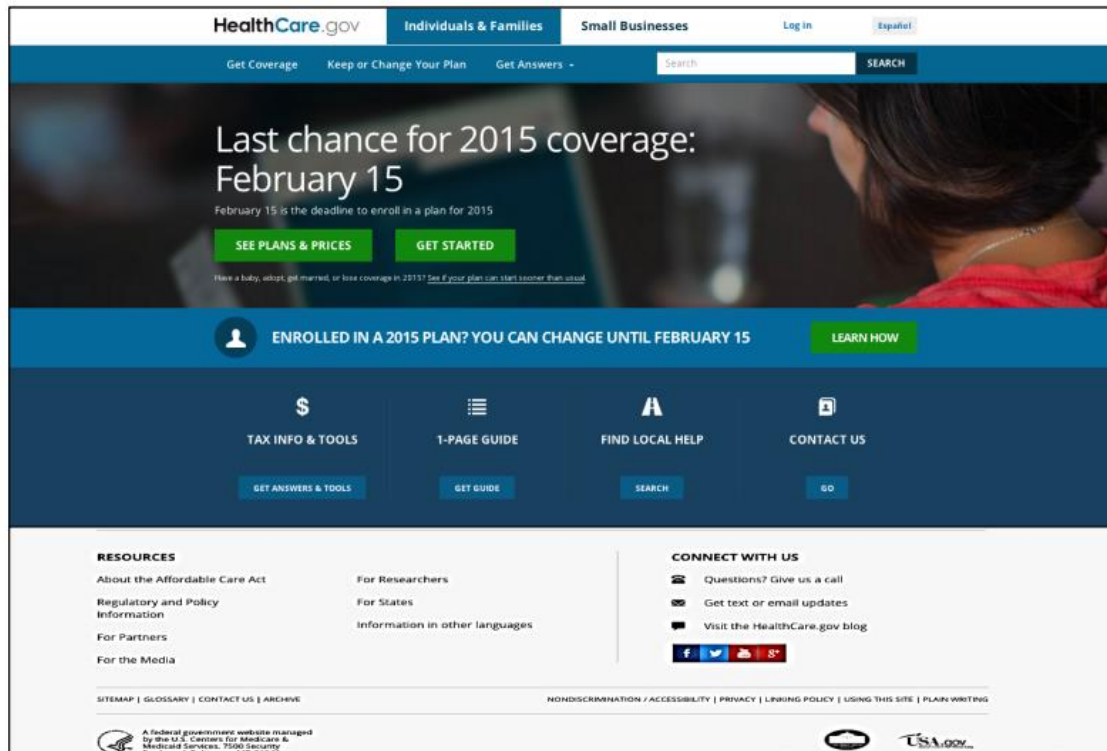 HealthCare.gov Individuals & Families Small Businesses Log in Español
Get Coverage Keep or Change Your Plan Get Answers Search SEARCH
Last chance for 2015 coverage:
February 15
February 15 is the deadline to enroll in a plan for 2015
SEE PLANS & PRICES GET STARTED
Have a baby, adopt, get married, or lose coverage in 2015? See if your plan can start sooner than usual
ENROLLED IN A 2015 PLAN? YOU CAN CHANGE UNTIL FEBRUARY 15 LEARN HOW
$
TAX INFO & TOOLS 1-PAGE GUIDE FIND LOCAL HELP CONTACT US
GET ANSWERS & TOOLS GET GUIDE SEARCH GO
RESOURCES
About the Affordable Care Act
Regulatory and Policy
Information
For Partners
For the Media
For Researchers
For States
Information in other languages
CONNECT WITH US
Questions? Give us a call
Get text or email updates
Visit the HealthCare.gov blog
SITEMAP | GLOSSARY | CONTACT US | ARCHIVE
NONDISCRIMINATION / ACCESSIBILITY | PRIVACY | LINKING POLICY | USING THIS SITE | PLAIN WRITING
A federal government website managed
by the U.S. Centers for Medicare &
Medicaid Services. 7500 Security
USA.gov